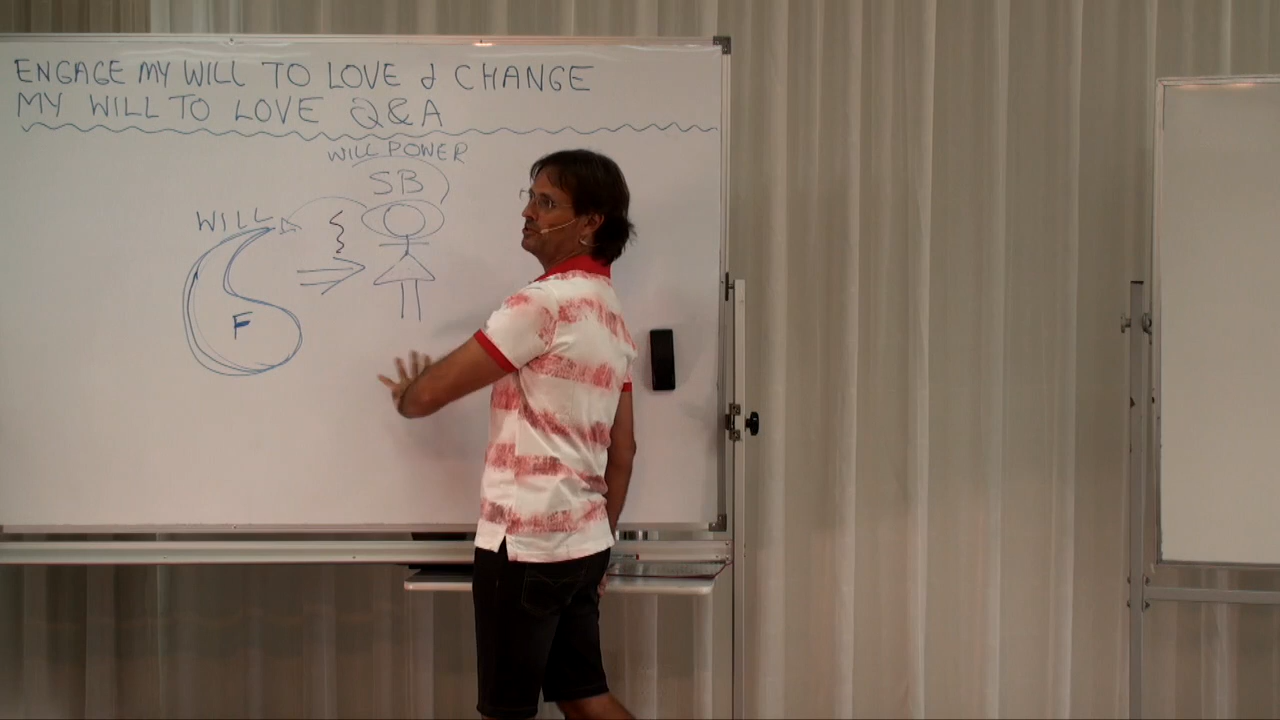 ENGAGE MY WILL TO LOVE & CHANGE
MY WILL TO LOVE Q&A
WILL POWER
SB
WILL
F